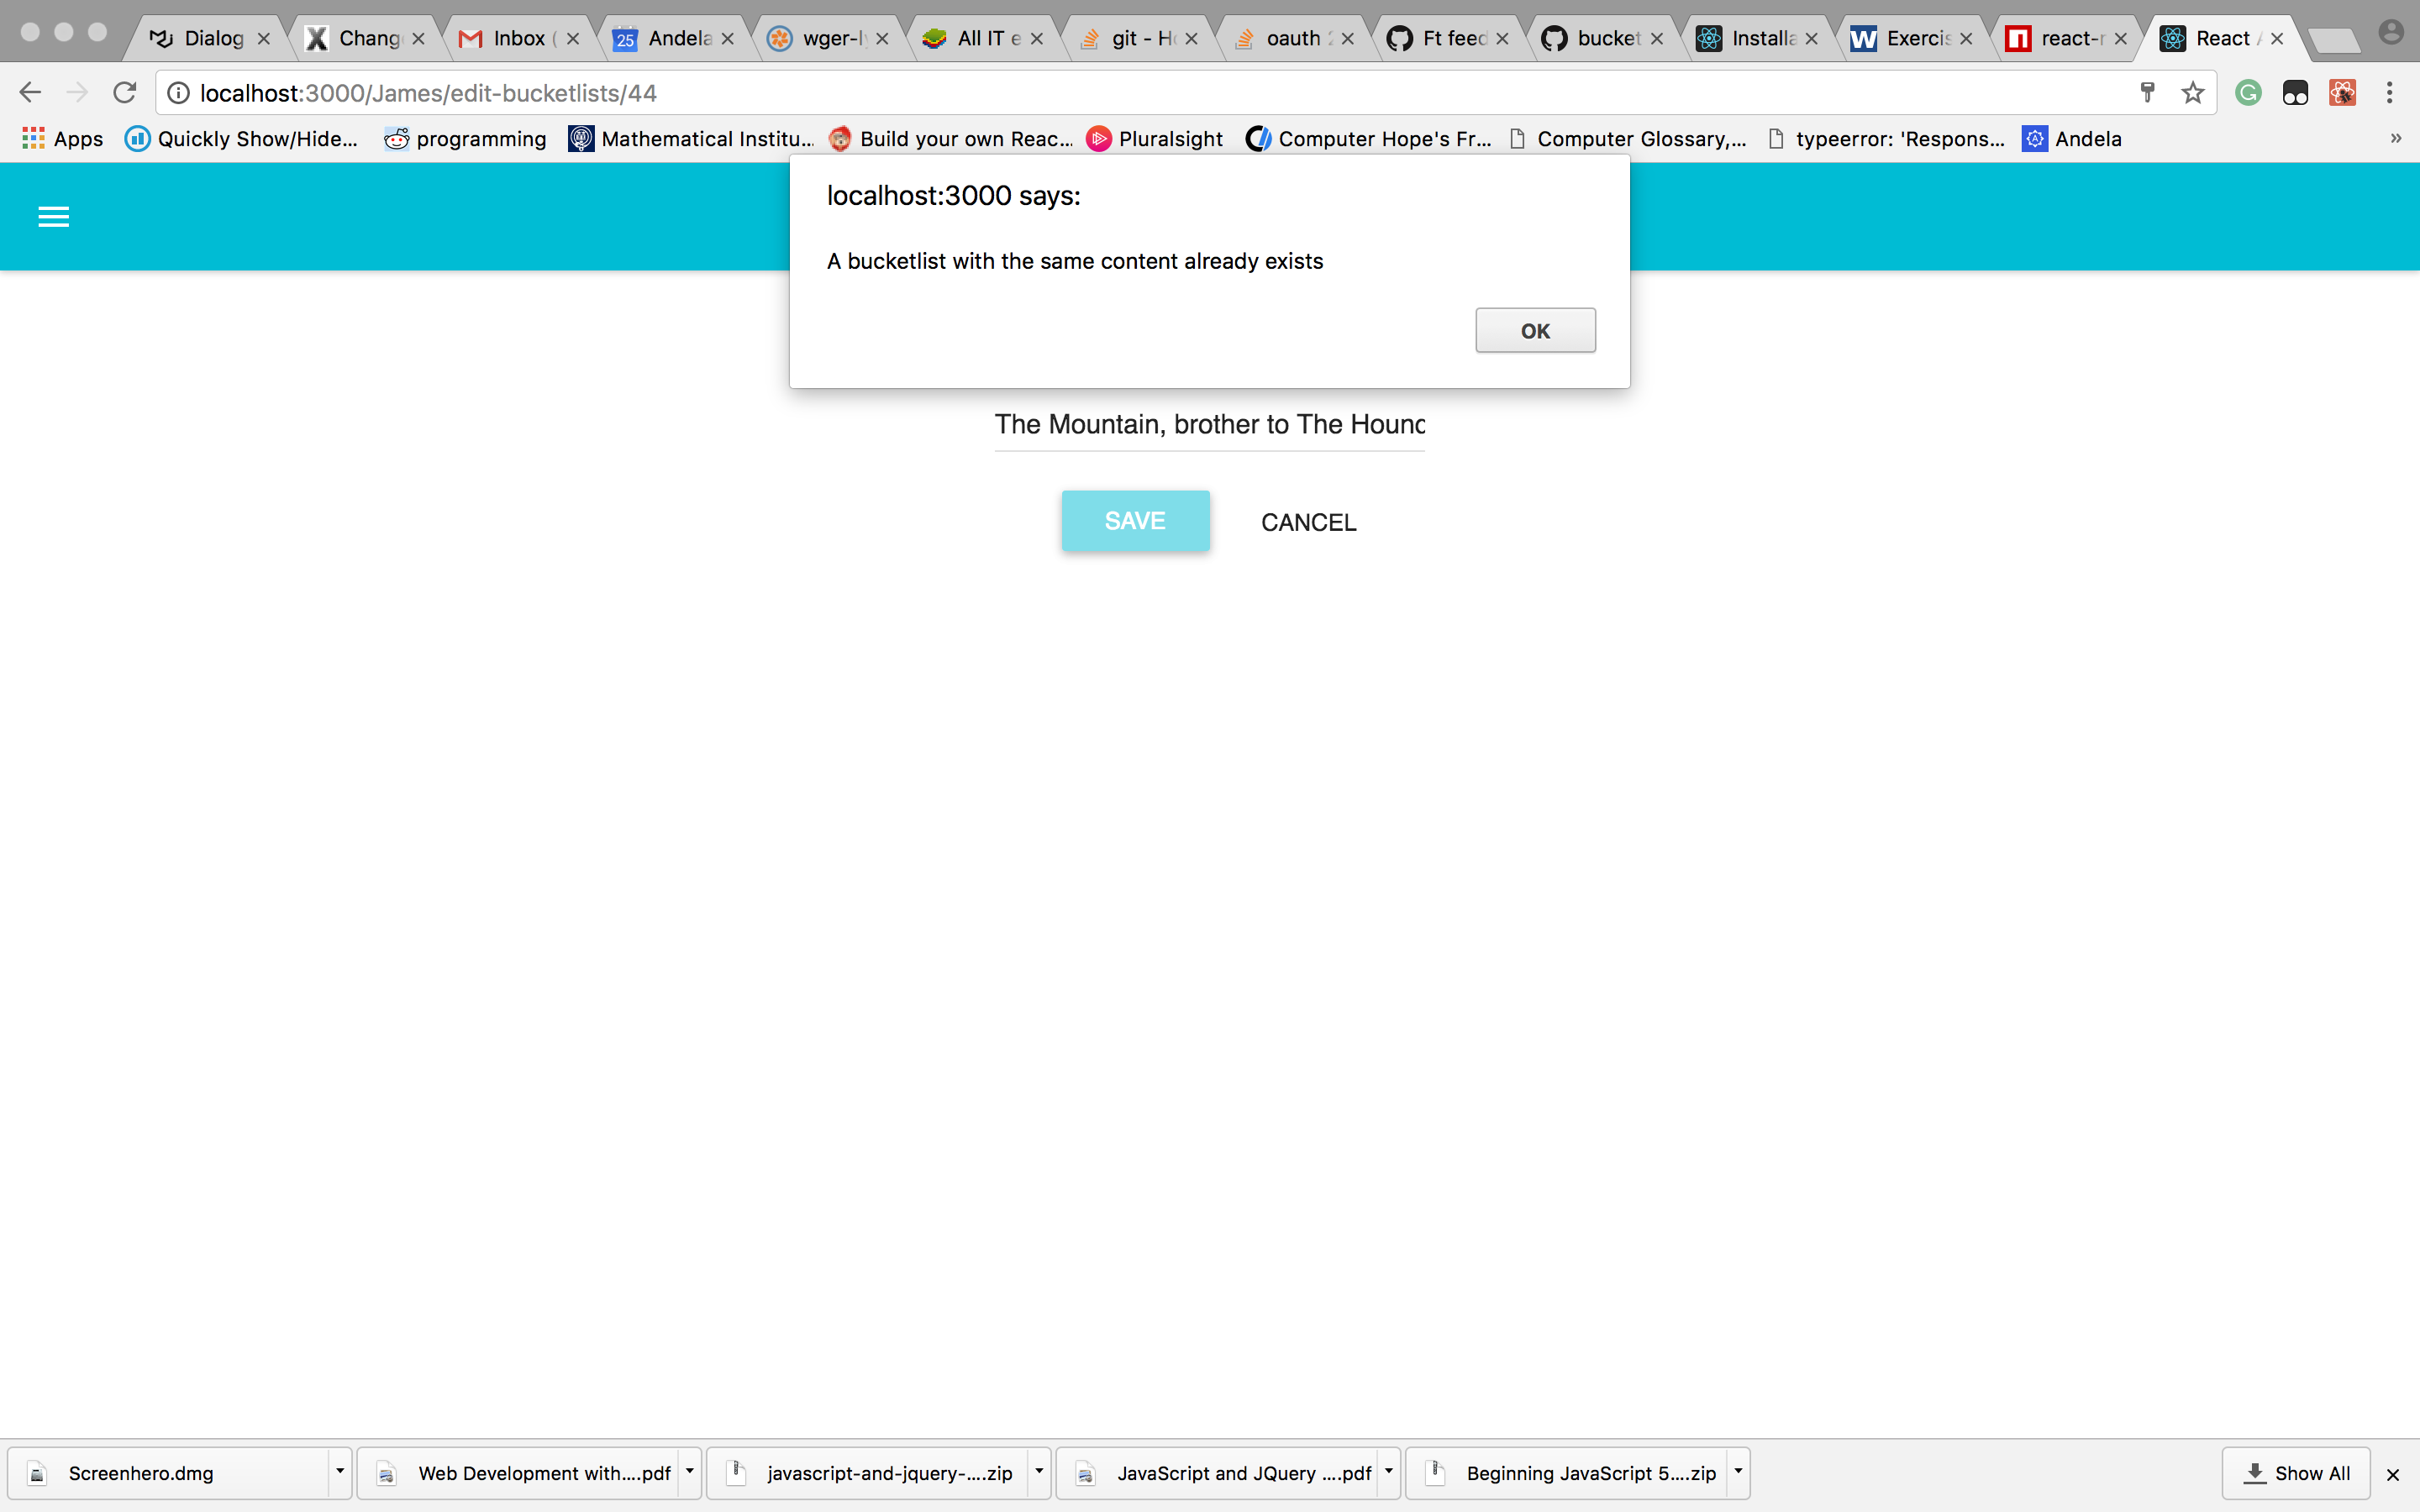 Dialog
Chang
Inbox (
25 Andela
wger-l
All IT e
git - H
oauth 2
Ft feed
bucket
Installa
W Exercis
react-r
React A
localhost:3000/James/edit-bucketlists/44
Apps Quickly Show/Hide... programming Mathematical Institu... Build your own Reac... Pluralsight Computer Hope's Fr... Computer Glossary,... typeerror: 'Respons... Andela »
localhost:3000 says:
A bucketlist with the same content already exists
OK
The Mountain, brother to The Houn
SAVE CANCEL
Screenhero.dmg Web Development with....pdf javascript-and-jquery-....zip JavaScript and JQuery ....pdf Beginning JavaScript 5....zip Show All